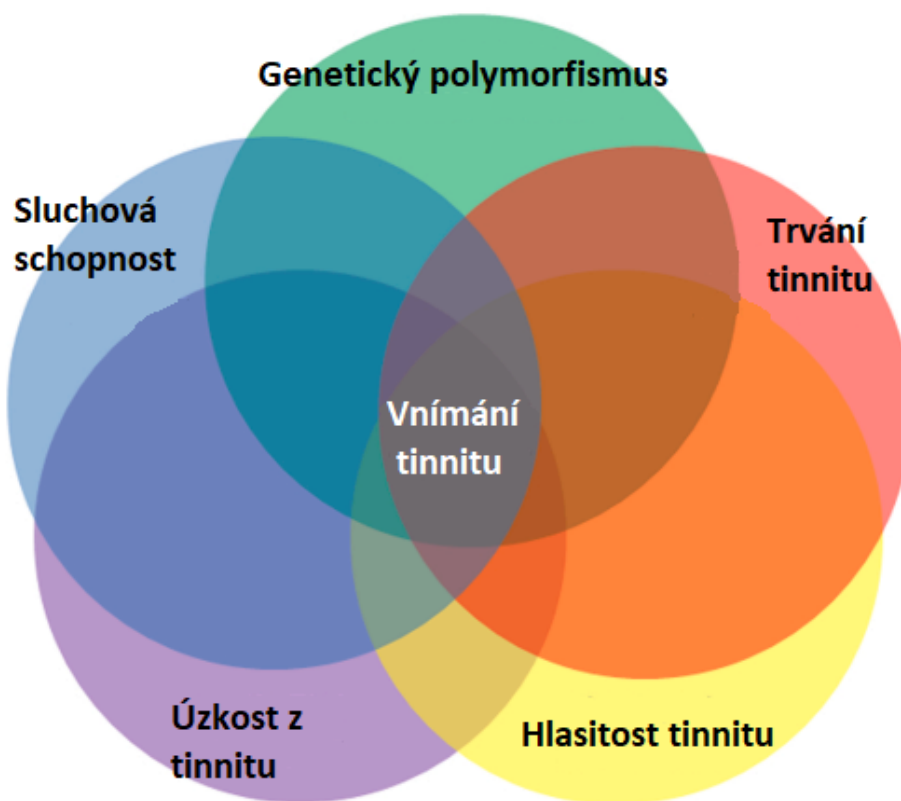 Genetický polymorfismus
Sluchová
schopnost
Trvání
tinnitu
Vnímání
tinnitu
Úzkost z
tinnitu
Hlasitost tinnitu